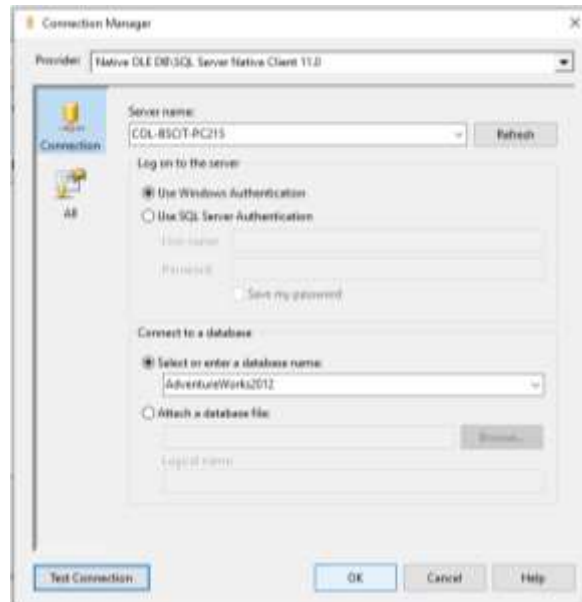 Connection Manager
Provider: Native OLE DB\SQL Server Native Client 11.0
Connection
All
Server name:
COL-BSCIT-PC215
Refresh
Log on to the server
Use Windows Authentication
Use SQL Server Authentication
User name:
Password:
Save my password
Connect to a database
Select or enter a database name:
AdventureWorks2012
Attach a database file:
Browse...
Logical name:
Test Connection
OK
Cancel
Help